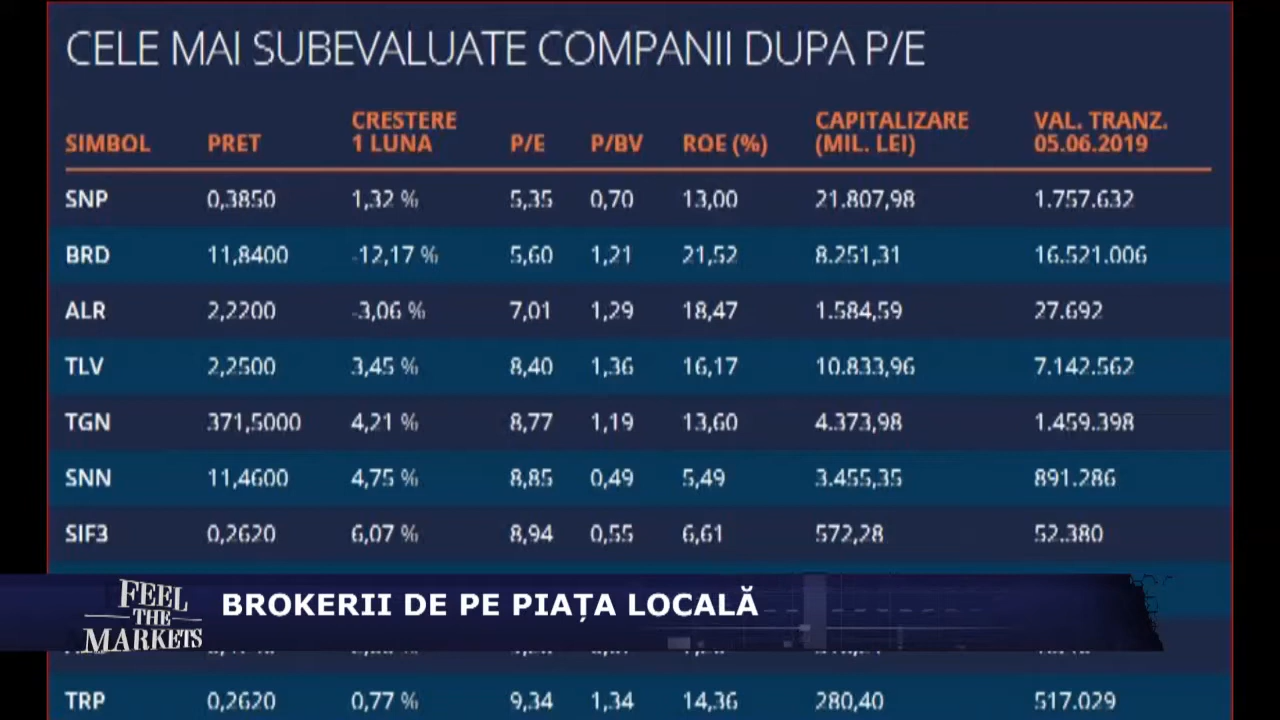 CELE MAI SUBEVALUATE COMPANII DUPA P/E
SIMBOL PRET CRESTERE 1 LUNA P/E P/BV ROE (%) CAPITALIZARE (MIL. LEI) VAL. TRANZ. 05.06.2019
SNP 0,3850 1,32 % 5,35 0,70 13,00 21.807,98 1.757.632
BRD 11,8400 -12,17 % 5,60 1,21 21,52 8.251,31 16.521.006
ALR 2,2200 -3,06 % 7,01 1,29 18,47 1.584,59 27.692
TLV 2,2500 3,45 % 8,40 1,36 16,17 10.833,96 7.142.562
TGN 371,5000 4,21 % 8,77 1,19 13,60 4.373,98 1.459.398
SNN 11,4600 4,75 % 8,85 0,49 5,49 3.455,35 891.286
SIF3 0,2620 6,07 % 8,94 0,55 6,61 572,28 52.380
FEEL
THE
MARKETS
BROKERII DE PE PIAȚA LOCALĂ
TRP 0,2620 0,77 % 9,34 1,34 14,36 280,40 517.029